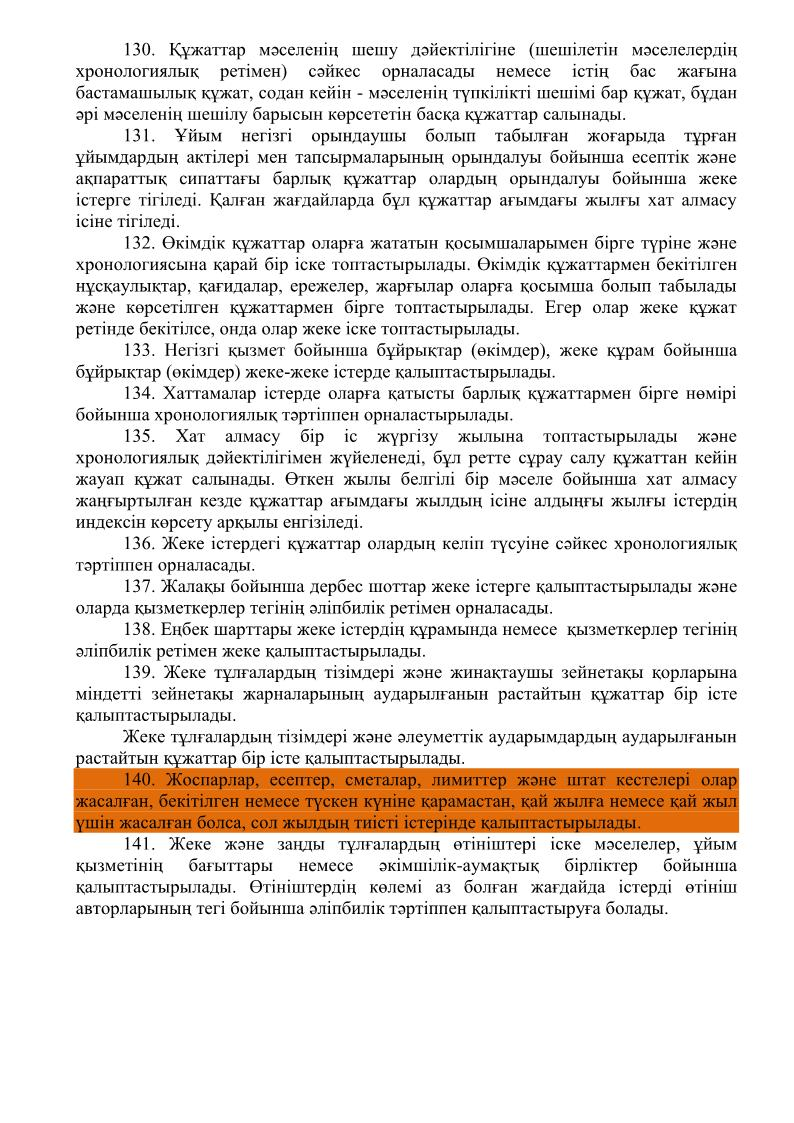 130. Құжаттар мәселенің шешу дәйектілігіне (шешілетін мәселелердің
хронологиялық ретімен) сәйкес орналасады немесе істің бас жағына
бастамашылық құжат, содан кейін - мәселенің түпкілікті шешімі бар құжат, бұдан
әрі мәселенің шешілу барысын көрсететін басқа құжаттар салынады.
131. Ұйым негізгі орындаушы болып табылған жоғарыда тұрған
ұйымдардың актілері мен тапсырмаларының орындалуы бойынша есептік және
ақпараттық сипаттағы барлық құжаттар олардың орындалуы бойынша жеке
істерге тігіледі. Қалған жағдайларда бұл құжаттар ағымдағы жылғы хат алмасу
ісіне тігіледі.
132. Өкімдік құжаттар оларға жататын қосымшаларымен бірге түріне және
хронологиясына қарай бір іске топтастырылады. Өкімдік құжаттармен бекітілген
нұсқаулықтар, қағидалар, ережелер, жарғылар оларға қосымша болып табылады
және көрсетілген құжаттармен бірге топтастырылады. Егер олар жеке құжат
ретінде бекітілсе, онда олар жеке іске топтастырылады.
133. Негізгі қызмет бойынша бұйрықтар (өкімдер), жеке құрам бойынша
бұйрықтар (өкімдер) жеке-жеке істерде қалыптастырылады.
134. Хаттамалар істерде оларға қатысты барлық құжаттармен бірге нөмірі
бойынша хронологиялық тәртіппен орналастырылады.
135. Хат алмасу бір іс жүргізу жылына топтастырылады және
хронологиялық дәйектілігімен жүйеленеді, бұл ретте сұрау салу құжаттан кейін
жауап құжат салынады. Өткен жылы белгілі бір мәселе бойынша хат алмасу
жаңғыртылған кезде құжаттар ағымдағы жылдың ісіне алдыңғы жылғы істердің
индексін көрсету арқылы енгізіледі.
136. Жеке істердегі құжаттар олардың келіп түсуіне сәйкес хронологиялық
тәртіппен орналасады.
137. Жалақы бойынша дербес шоттар жеке істерге қалыптастырылады және
оларда қызметкерлер тегінің әліпбилік ретімен орналасады.
138. Еңбек шарттары жеке істердің құрамында немесе  қызметкерлер тегінің
әліпбилік ретімен жеке қалыптастырылады.
139. Жеке тұлғалардың тізімдері және жинақтаушы зейнетақы қорларына
міндетті зейнетақы жарналарының аударылғанын растайтын құжаттар бір істе
қалыптастырылады.
Жеке тұлғалардың тізімдері және әлеуметтік аударымдардың аударылғанын
растайтын құжаттар бір істе қалыптастырылады.
140. Жоспарлар, есептер, сметалар, лимиттер және штат кестелері олар
жасалған, бекітілген немесе түскен күніне қарамастан, қай жылға немесе қай жыл
үшін жасалған болса, сол жылдың тиісті істерінде қалыптастырылады.
141. Жеке және заңды тұлғалардың өтініштері іске мәселелер, ұйым
қызметінің бағыттары немесе әкімшілік-аумақтық бірліктер бойынша
қалыптастырылады. Өтініштердің көлемі аз болған жағдайда істерді өтініш
авторларының тегі бойынша әліпбилік тәртіппен қалыптастыруға болады.